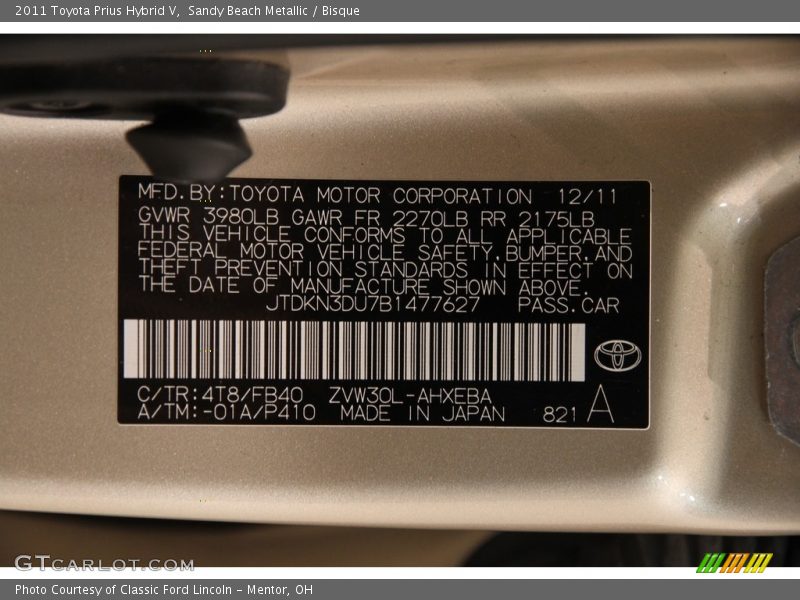 2011 Toyota Prius Hybrid V,  Sandy Beach Metallic / Bisque
MFD.BY:TOYOTA MOTOR CORPORATION 12/11
GVWR 3980LB GAWR FR 2270LB RR 2175LB
THIS VEHICLE CONFORMS TO ALL APPLICABLE
FEDERAL MOTOR VEHICLE SAFETY,BUMPER,AND
THEFT PREVENTION STANDARDS IN EFFECT ON
THE DATE OF MANUFACTURE SHOWN ABOVE.
JTDKN3DU7B1477627 PASS.CAR
C/TR:4T8/FB40 ZVW30L-AHXEBA
A/TM:-01A/P410 MADE IN JAPAN 821 A
GTcarlot.com
Photo Courtesy of Classic Ford Lincoln - Mentor, OH